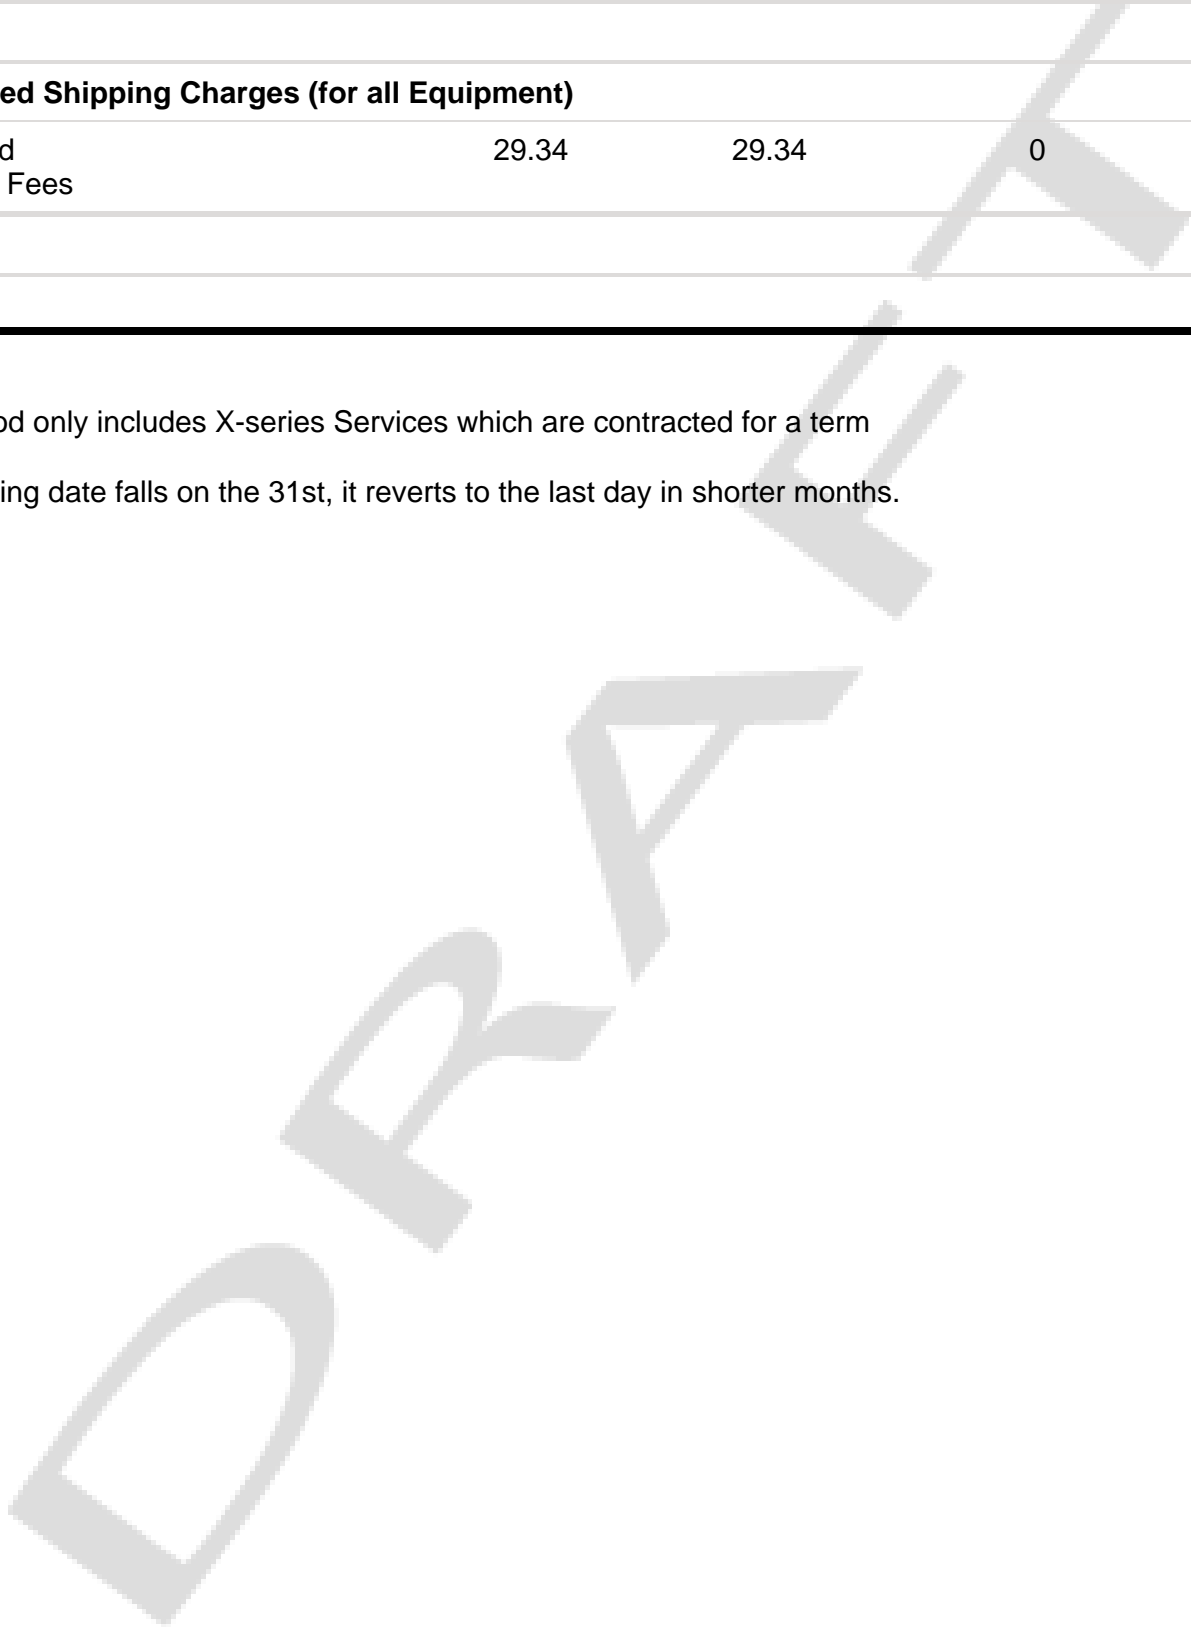 ed Shipping Charges (for all Equipment)
d 29.34 29.34 0
Fees
od only includes X-series Services which are contracted for a term
ing date falls on the 31st, it reverts to the last day in shorter months.
DRAFT